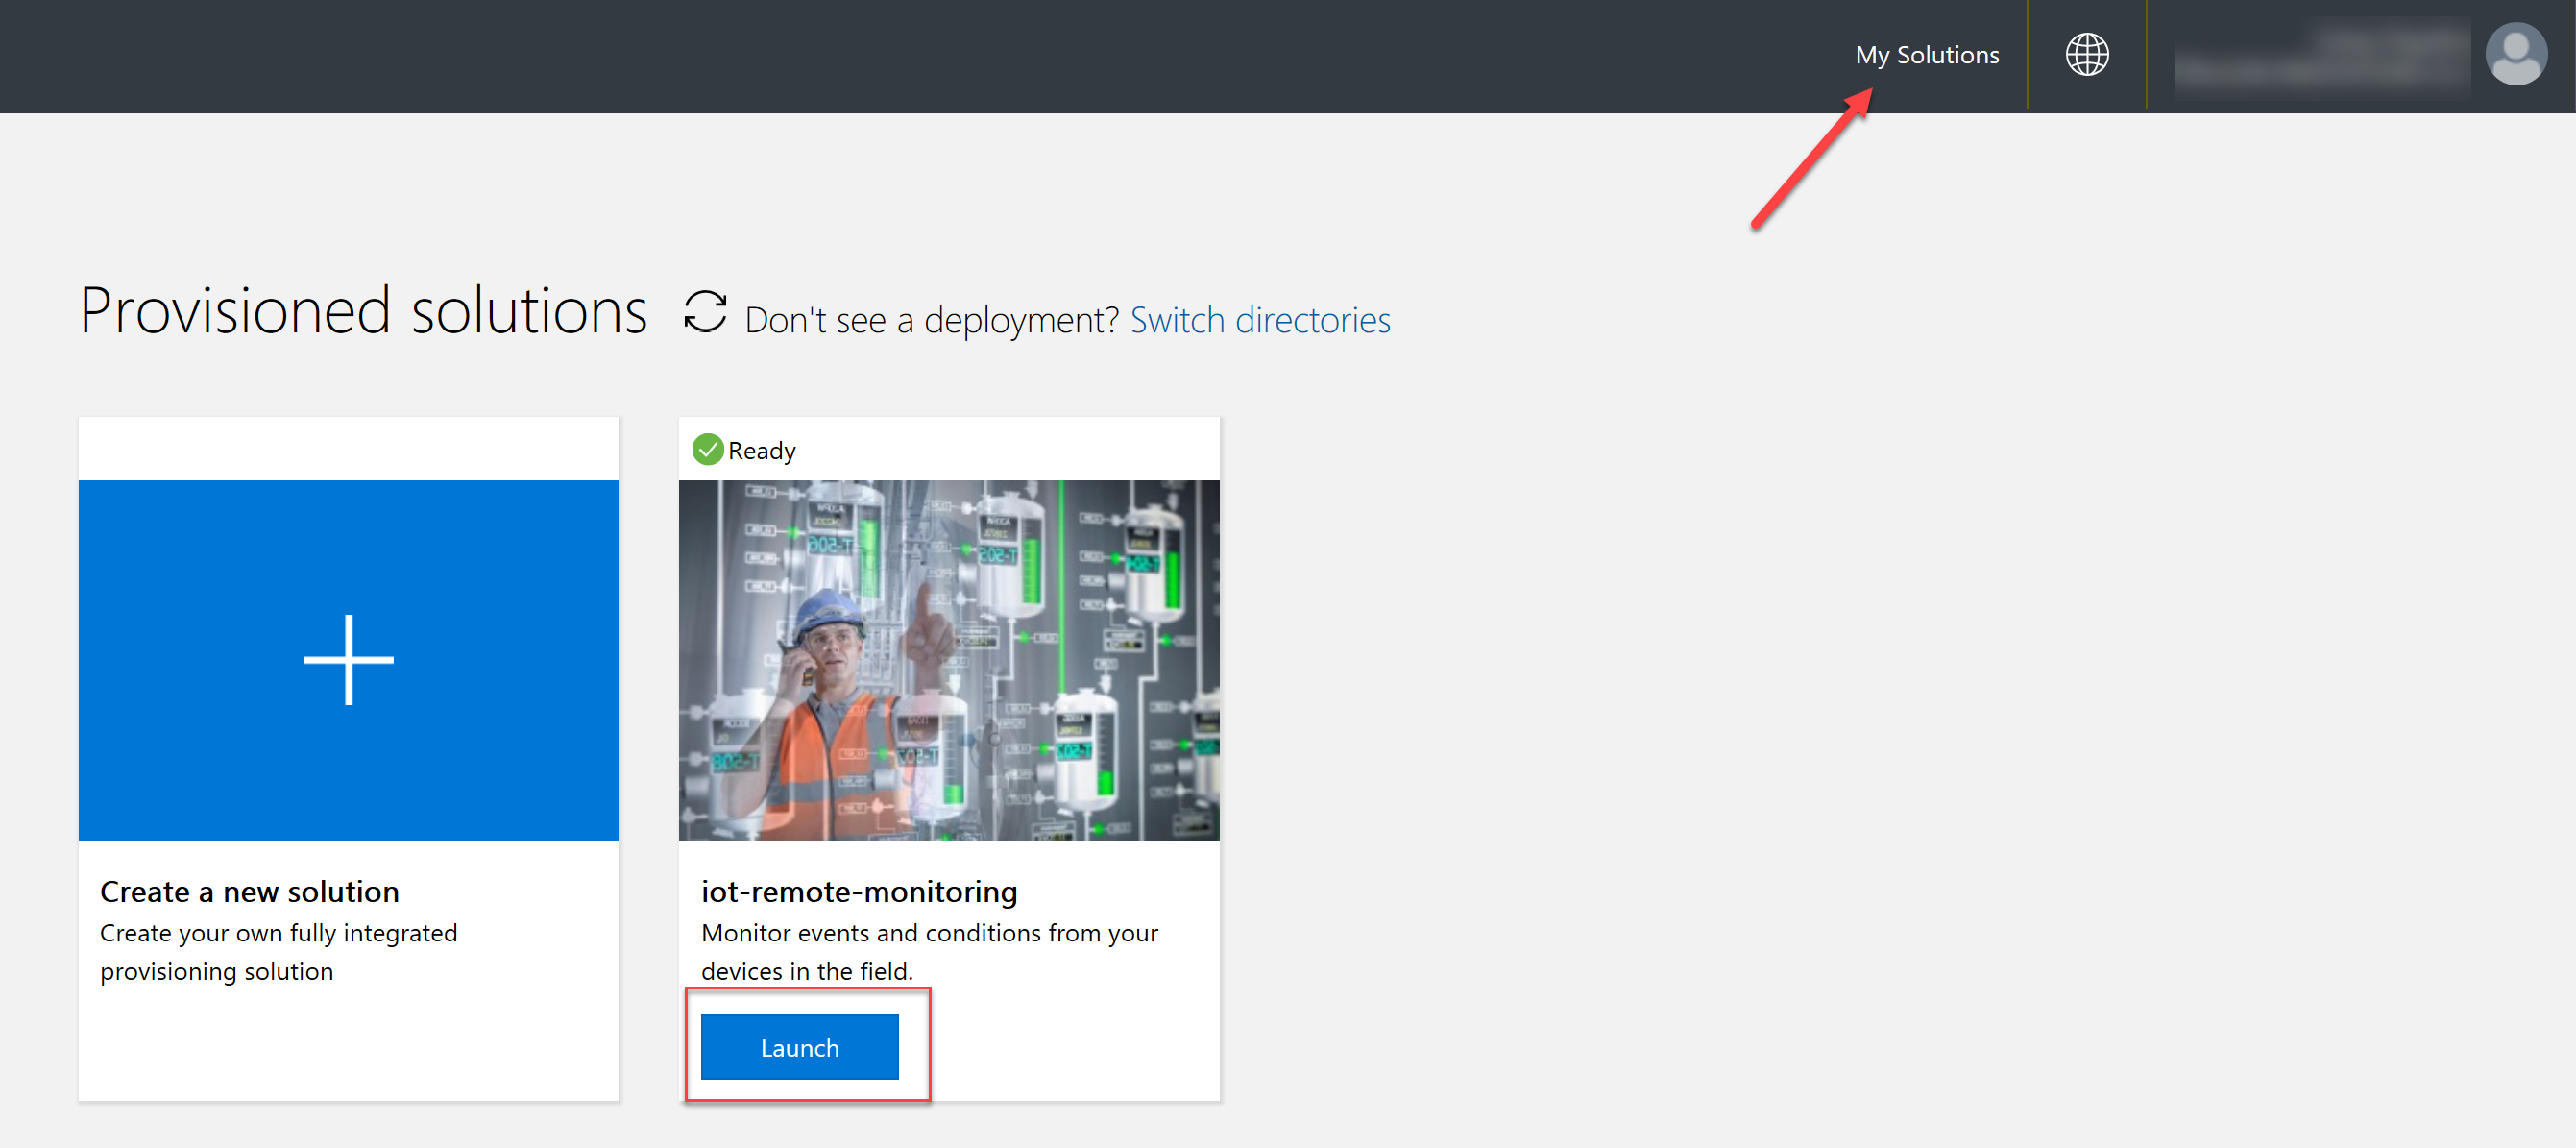 My Solutions
Provisioned solutions Don't see a deployment? Switch directories
Ready
Create a new solution
Create your own fully integrated
provisioning solution
iot-remote-monitoring
Monitor events and conditions from your
devices in the field.
Launch